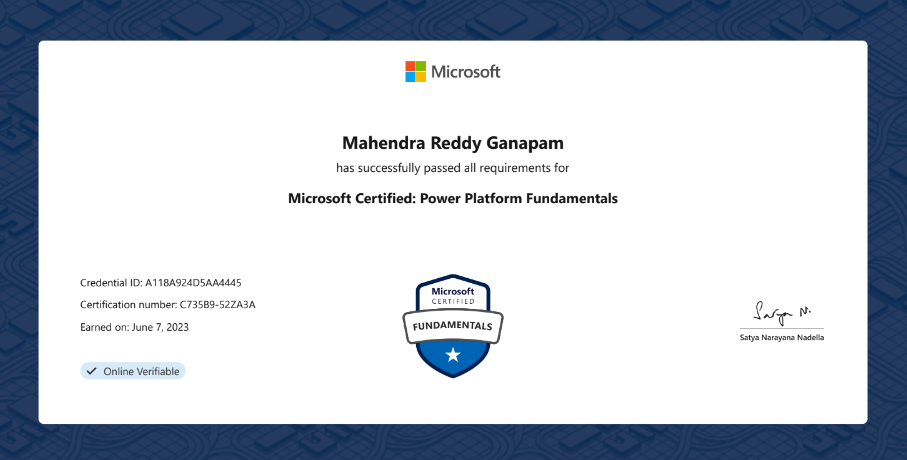 Microsoft
Mahendra Reddy Ganapam
has successfully passed all requirements for
Microsoft Certified: Power Platform Fundamentals
Credential ID: A118A924D5AA4445
Certification number: C735B9-52ZA3A
Earned on: June 7, 2023
Online Verifiable
Microsoft
CERTIFIED
FUNDAMENTALS
Satya N.
Satya Narayana Nadella